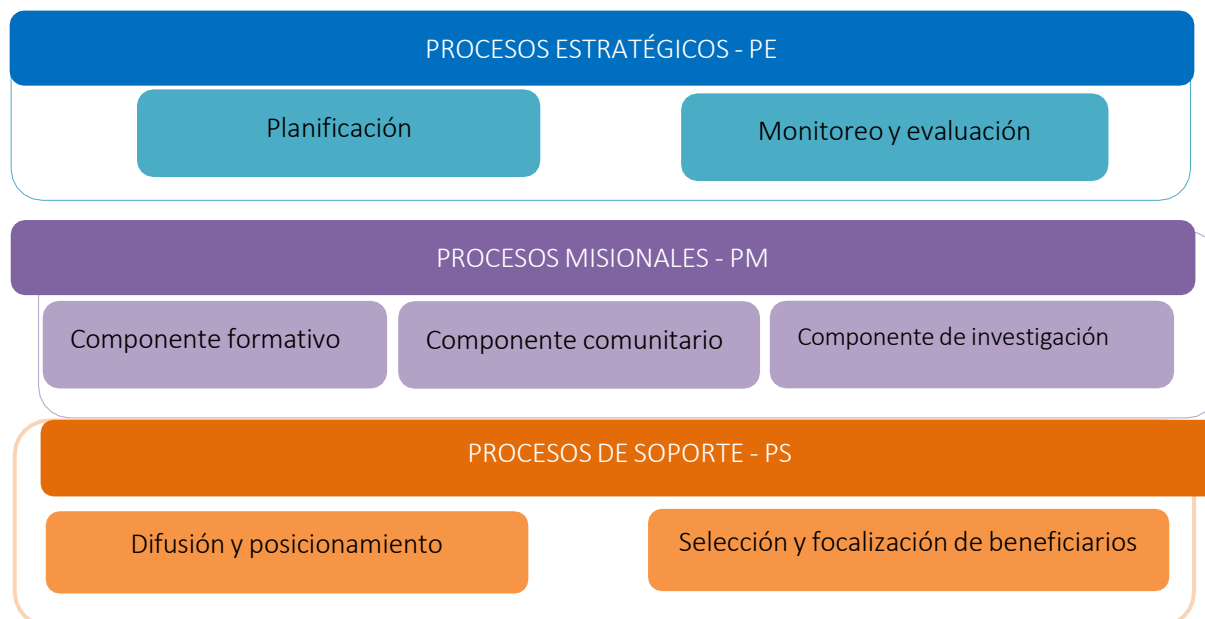 PROCESOS ESTRATÉGICOS - PE
Planificación
Monitoreo y evaluación
PROCESOS MISIONALES - PM
Componente formativo
Componente comunitario
Componente de investigación
PROCESOS DE SOPORTE - PS
Difusión y posicionamiento
Selección y focalización de beneficiarios